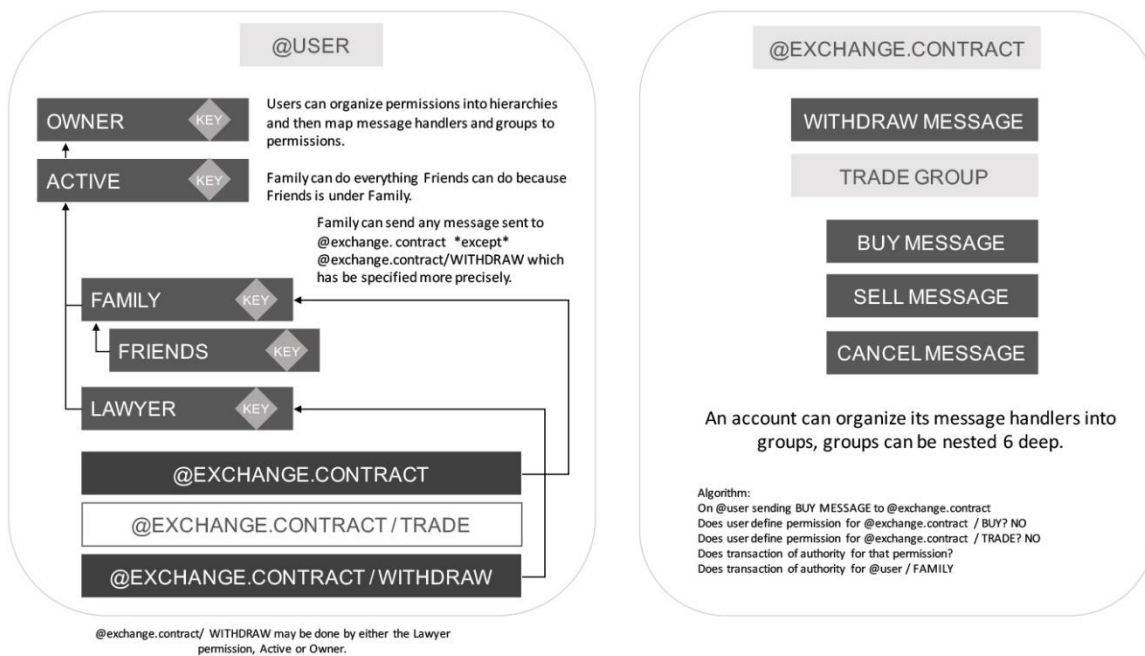 @USER
OWNER
KEY
Users can organize permissions into hierarchies
and then map message handlers and groups to
permissions.
ACTIVE
KEY
Family can do everything Friends can do because
Friends is under Family.
Family can send any message sent to
@exchange. contract *except*
@exchange.contract/WITHDRAW which
has be specified more precisely.
FAMILY
KEY
FRIENDS
KEY
LAWYER
KEY
@EXCHANGE.CONTRACT
@EXCHANGE.CONTRACT / TRADE
@EXCHANGE.CONTRACT / WITHDRAW
@exchange.contract/ WITHDRAW may be done by either the Lawyer
permission, Active or Owner.
@EXCHANGE.CONTRACT
WITHDRAW MESSAGE
TRADE GROUP
BUY MESSAGE
SELL MESSAGE
CANCEL MESSAGE
An account can organize its message handlers into
groups, groups can be nested 6 deep.
Algorithm:
On @user sending BUY MESSAGE to @exchange.contract
Does user define permission for @exchange.contract / BUY? NO
Does user define permission for @exchange.contract / TRADE? NO
Does transaction of authority for that permission?
Does transaction of authority for @user / FAMILY